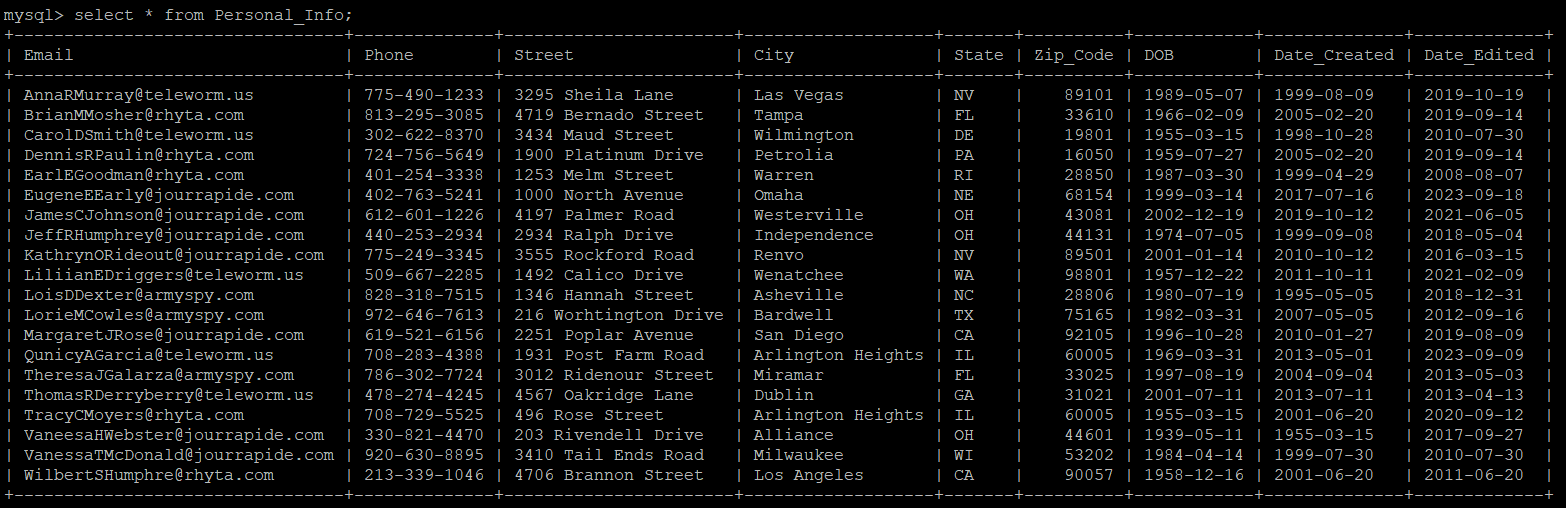 mysql> select * from Personal_Info;
+---------------------------------+--------------+----------------------+-------------------+-------+----------+------------+--------------+-------------+
| Email                           | Phone        | Street               | City              | State | Zip_Code | DOB        | Date_Created | Date_Edited |
+---------------------------------+--------------+----------------------+-------------------+-------+----------+------------+--------------+-------------+
| AnnaRMurray@teleworm.us         | 775-490-1233 | 3295 Sheila Lane     | Las Vegas         | NV    |    89101 | 1989-05-07 | 1999-08-09   | 2019-10-19  |
| BrianMMosher@rhyta.com          | 813-295-3085 | 4719 Bernado Street  | Tampa             | FL    |    33610 | 1966-02-09 | 2005-02-20   | 2019-09-14  |
| CarolDSmith@teleworm.us         | 302-622-8370 | 3434 Maud Street     | Wilmington        | DE    |    19801 | 1955-03-15 | 1998-10-28   | 2010-07-30  |
| DennisRPaulin@rhyta.com         | 724-756-5649 | 1900 Platinum Drive  | Petrolia          | PA    |    16050 | 1959-07-27 | 2005-02-20   | 2019-09-14  |
| EarlEGoodman@rhyta.com          | 401-254-3338 | 1253 Melm Street     | Warren            | RI    |    28850 | 1987-03-30 | 1999-04-29   | 2008-08-07  |
| EugeneEEarly@jourrapide.com     | 402-763-5241 | 1000 North Avenue    | Omaha             | NE    |    68154 | 1999-03-14 | 2017-07-16   | 2023-09-18  |
| JamesCJohnson@jourrapide.com    | 612-601-1226 | 4197 Palmer Road     | Westerville       | OH    |    43081 | 2002-12-19 | 2019-10-12   | 2021-06-05  |
| JeffRHumphrey@jourrapide.com    | 440-253-2934 | 2934 Ralph Drive     | Independence      | OH    |    44131 | 1974-07-05 | 1999-09-08   | 2018-05-04  |
| KathrynORideout@jourrapide.com  | 775-249-3345 | 3555 Rockford Road   | Renvo             | NV    |    89501 | 2001-01-14 | 2010-10-12   | 2016-03-15  |
| LiliianEDriggers@teleworm.us    | 509-667-2285 | 1492 Calico Drive    | Wenatchee         | WA    |    98801 | 1957-12-22 | 2011-10-11   | 2021-02-09  |
| LoisDDexter@armyspy.com         | 828-318-7515 | 1346 Hannah Street   | Asheville         | NC    |    28806 | 1980-07-19 | 1995-05-05   | 2018-12-31  |
| LorieMCowles@armyspy.com        | 972-646-7613 | 216 Worhtington Drive | Bardwell          | TX    |    75165 | 1982-03-31 | 2007-05-05   | 2012-09-16  |
| MargaretJRose@jourrapide.com    | 619-521-6156 | 2251 Poplar Avenue   | San Diego         | CA    |    92105 | 1996-10-28 | 2010-01-27   | 2019-08-09  |
| QunicyAGarcia@teleworm.us       | 708-283-4388 | 1931 Post Farm Road  | Arlington Heights | IL    |    60005 | 1969-03-31 | 2013-05-01   | 2023-09-09  |
| TheresaJGalarza@armyspy.com     | 786-302-7724 | 3012 Ridenour Street | Miramar           | FL    |    33025 | 1997-08-19 | 2004-09-04   | 2013-05-03  |
| ThomasRDerryberry@teleworm.us   | 478-274-4245 | 4567 Oakridge Lane   | Dublin            | GA    |    31021 | 2001-07-11 | 2013-07-11   | 2013-04-13  |
| TracyCMoyers@rhyta.com          | 708-729-5525 | 496 Rose Street      | Arlington Heights | IL    |    60005 | 1955-03-15 | 2001-06-20   | 2020-09-12  |
| VaneesaHWebster@jourrapide.com  | 330-821-4470 | 203 Rivendell Drive  | Alliance          | OH    |    44601 | 1939-05-11 | 1955-03-15   | 2017-09-27  |
| VanessaTMcDonald@jourrapide.com | 920-630-8895 | 3410 Tail Ends Road  | Milwaukee         | WI    |    53202 | 1984-04-14 | 1999-07-30   | 2010-07-30  |
| WilbertSHumphre@rhyta.com       | 213-339-1046 | 4706 Brannon Street  | Los Angeles       | CA    |    90057 | 1958-12-16 | 2001-06-20   | 2011-06-20  |
+---------------------------------+--------------+----------------------+-------------------+-------+----------+------------+--------------+-------------+